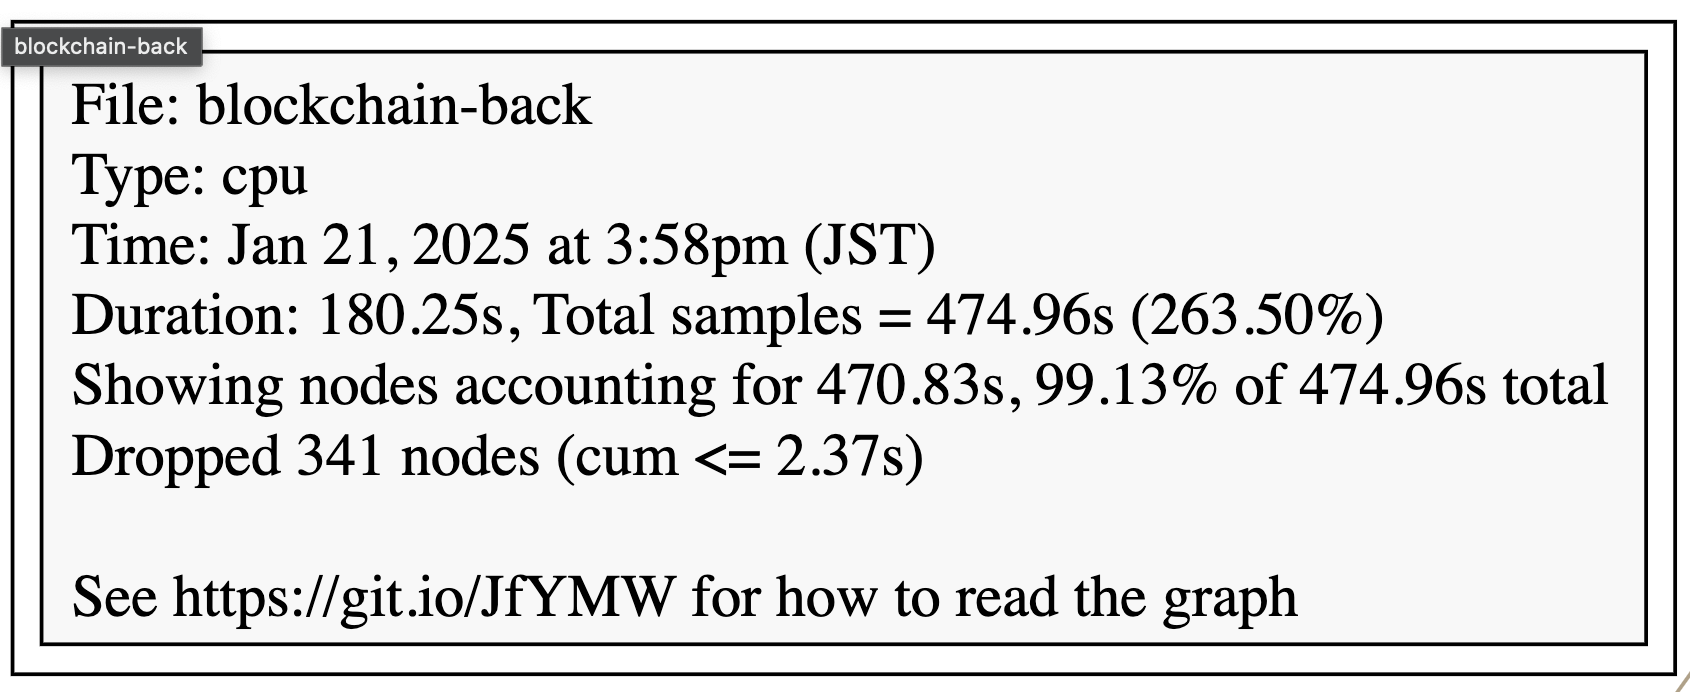 blockchain-back
File: blockchain-back
Type: cpu
Time: Jan 21, 2025 at 3:58pm (JST)
Duration: 180.25s, Total samples = 474.96s (263.50%)
Showing nodes accounting for 470.83s, 99.13% of 474.96s total
Dropped 341 nodes (cum <= 2.37s)
See https://git.io/JfYMW for how to read the graph